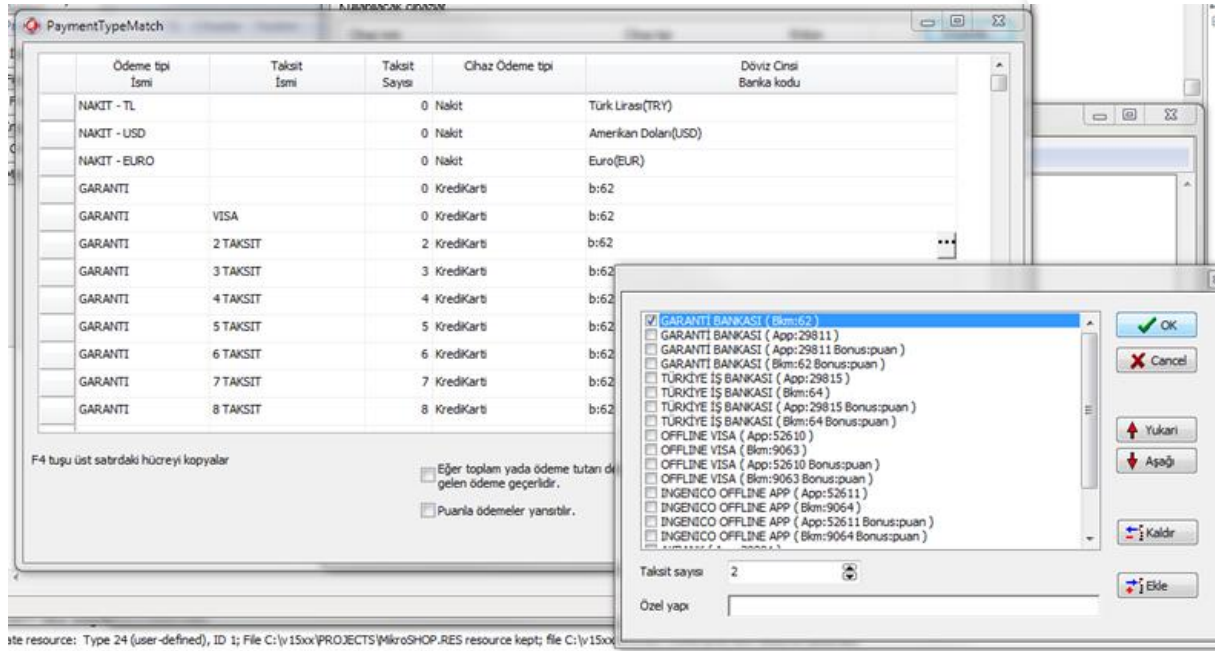 Kullanılacak cihazlar
PaymentTypeMatch
Ödeme tipi İsmi	Taksit İsmi	Taksit Sayısı	Cihaz Ödeme tipi	Döviz Cinsi Banka kodu
NAKIT - TL	0	Nakit	Türk Lirası(TRY)
NAKIT - USD	0	Nakit	Amerikan Doları(USD)
NAKIT - EURO	0	Nakit	Euro(EUR)
GARANTI	0	KrediKarti	b:62
GARANTI	VISA	0	KrediKarti	b:62
GARANTI	2 TAKSIT	2	KrediKarti	b:62	...
GARANTI	3 TAKSIT	3	KrediKarti	b:62
GARANTI	4 TAKSIT	4	KrediKarti	b:62
GARANTI	5 TAKSIT	5	KrediKarti	b:62
GARANTI	6 TAKSIT	6	KrediKarti	b:62
GARANTI	7 TAKSIT	7	KrediKarti	b:62
GARANTI	8 TAKSIT	8	KrediKarti	b:62
F4 tuşu üst satırdaki hücreyi kopyalar
Eğer toplam yada ödeme tutarı de
gelen ödeme geçerlidir.
Puanla ödemeler yansıtılır.
GARANTİ BANKASI ( Bkm:62 )
GARANTİ BANKASI ( App:29811 )
GARANTİ BANKASI ( App:29811 Bonus:puan )
GARANTİ BANKASI ( Bkm:62 Bonus:puan )
TÜRKİYE İŞ BANKASI ( App:29815 )
TÜRKİYE İŞ BANKASI ( Bkm:64 )
TÜRKİYE İŞ BANKASI ( App:29815 Bonus:puan )
TÜRKİYE İŞ BANKASI ( Bkm:64 Bonus:puan )
OFFLINE VISA ( App:52610 )
OFFLINE VISA ( Bkm:9063 )
OFFLINE VISA ( App:52610 Bonus:puan )
OFFLINE VISA ( Bkm:9063 Bonus:puan )
INGENICO OFFLINE APP ( App:52611 )
INGENICO OFFLINE APP ( Bkm:9064 )
INGENICO OFFLINE APP ( App:52611 Bonus:puan )
INGENICO OFFLINE APP ( Bkm:9064 Bonus:puan )
OK
Cancel
Yukari
Aşağı
Kaldır
Ekle
Taksit sayısı	2
Özel yapı
ate resource: Type 24 (user-defined), ID 1; File C:\v15xx\PROJECTS\MikroSHOP.RES resource kept; file C:\v15xx